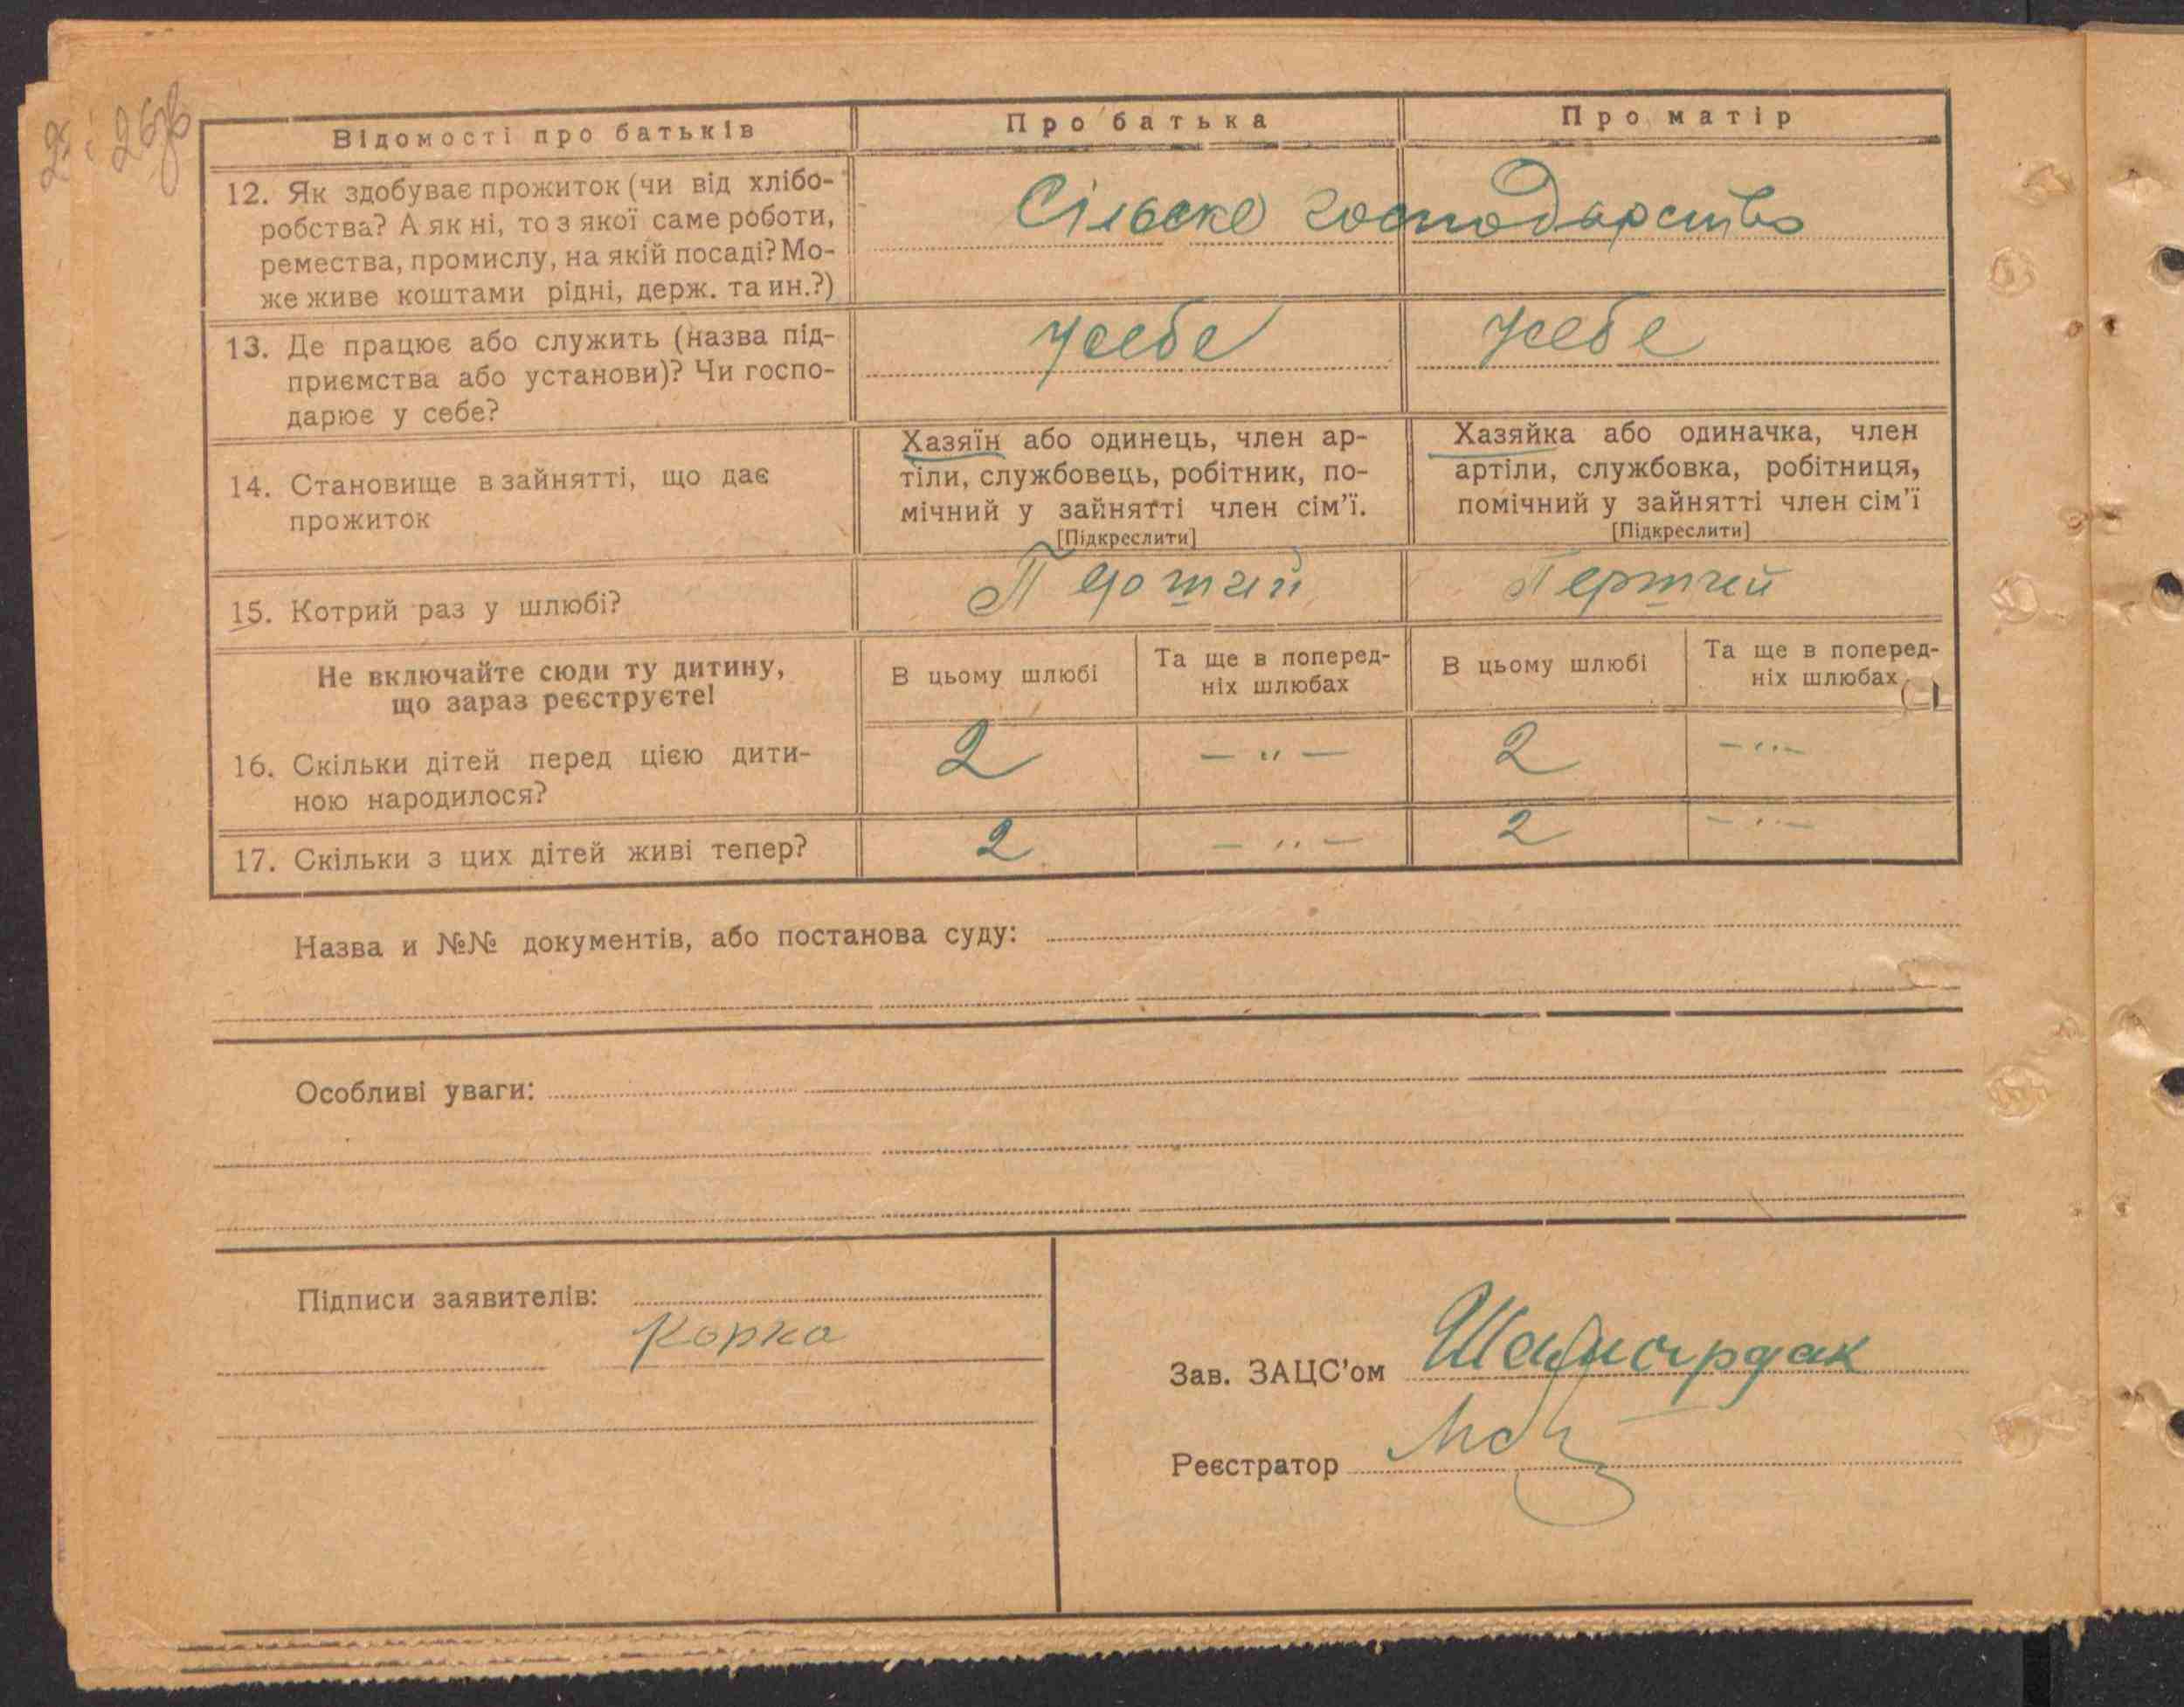 Відомості про батьків
Про батька
Про матір
12. Як здобуває прожиток (чи від хлібо-
робства? А як ні, то з якої саме роботи,
ремества, промислу, на якій посаді? Мо-
же живе коштами рідні, держ. та ин.?)
Сільське господарство
13. Де працює або служить (назва під-
приємства або установи)? Чи госпо-
дарює у себе?
усебе
усебе
14. Становище в зайнятті, що дає
прожиток
Хазяїн або одинець, член ар-
тіли, службовець, робітник, по-
мічний у зайнятті член сім'ї.
[Підкреслити]
Хазяйка або одиначка, член
артіли, службовка, робітниця,
помічний у зайнятті член сім'ї
[Підкреслити]
15. Котрий раз у шлюбі?
Не включайте сюди ту дитину,
що зараз реєструєте!
В цьому шлюбі
Та ще в поперед-
ніх шлюбах
В цьому шлюбі
Та ще в поперед-
ніх шлюбах
16. Скільки дітей перед цією дити-
ною народилося?
2
— " —
2
— " —
17. Скільки з цих дітей живі тепер?
2
— " —
2
— " —
Назва и №№ документів, або постанова суду:
Особливі уваги:
Підписи заявителів:
Зав. ЗАЦС'ом
Реєстратор